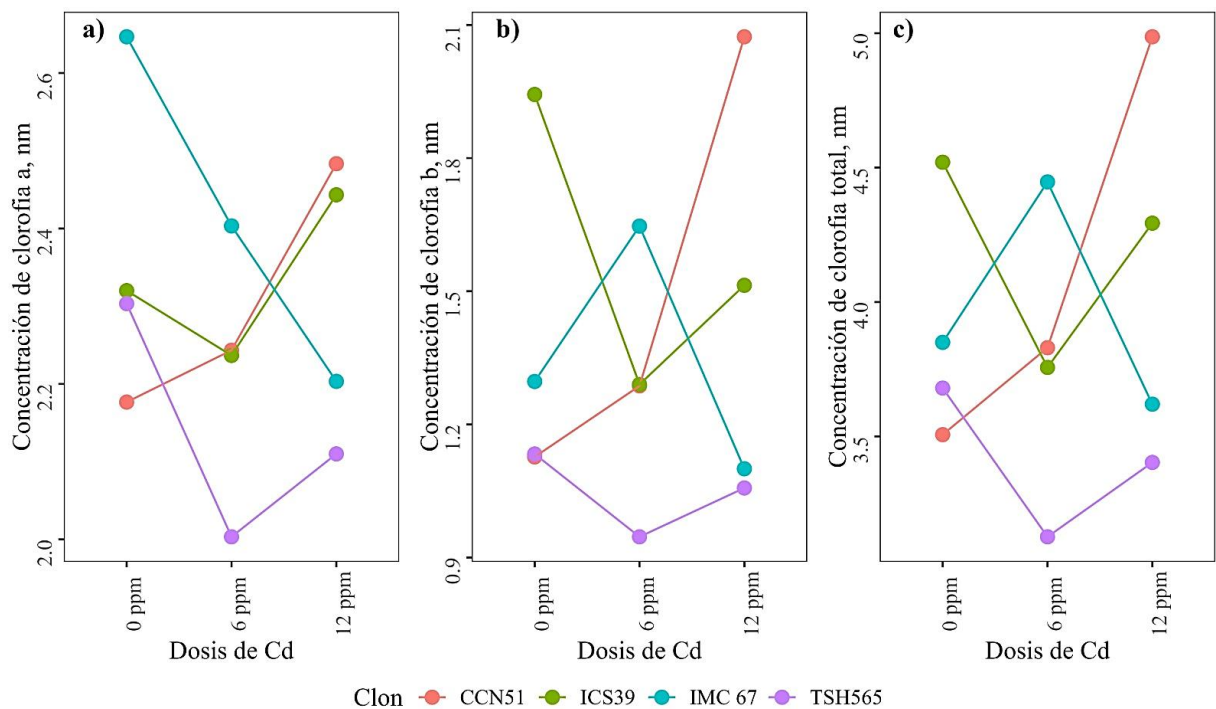 a)
Concentración de clorofia a, nm
2.6
2.4
2.2
2.0
0 ppm
6 ppm
12 ppm
Dosis de Cd
b)
Concentración de clorofia b, nm
2.1
1.8
1.5
1.2
0.9
0 ppm
6 ppm
12 ppm
Dosis de Cd
c)
Concentración de clorofia total, nm
5.0
4.5
4.0
3.5
0 ppm
6 ppm
12 ppm
Dosis de Cd
Clon CCN51 ICS39 IMC 67 TSH565